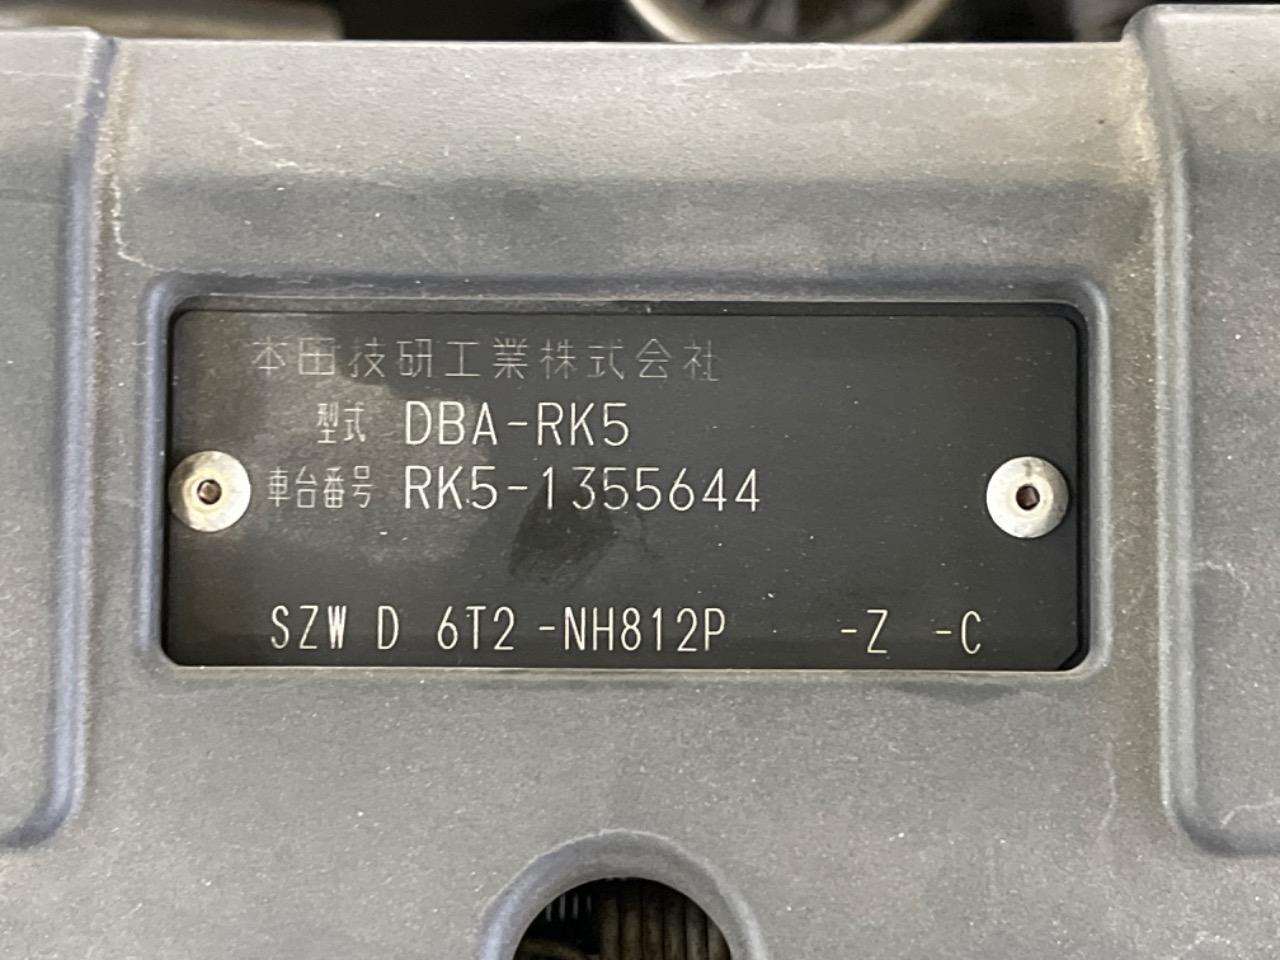 本田技研工業株式会社
型式 DBA-RK5
車台番号 RK5-1355644
SZW D 6T2 -NH812P -Z -C